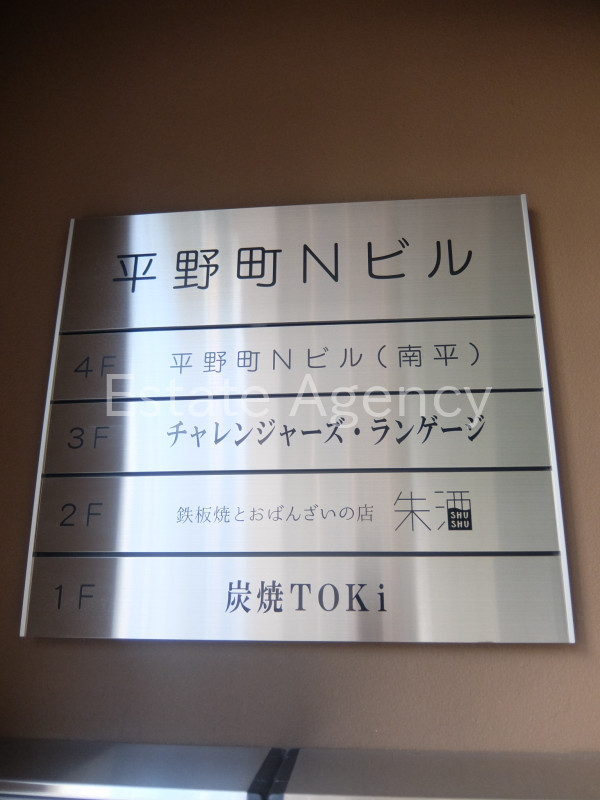 平野町Nビル
4F 平野町Nビル(南平)
Estate Agency
3F チャレンジャーズ・ランゲージ
2F 鉄板焼とおばんざいの店 朱酒 SHU SHU
1F 炭焼TOKi